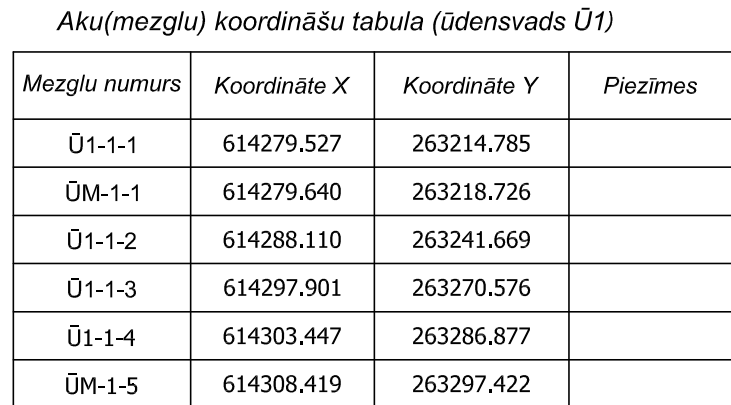 Aku(mezglu) koordināšu tabula (ūdensvads Ū1)
Mezglu numurs Koordināte X Koordināte Y Piezīmes
Ū1-1-1 614279.527 263214.785
ŪM-1-1 614279.640 263218.726
Ū1-1-2 614288.110 263241.669
Ū1-1-3 614297.901 263270.576
Ū1-1-4 614303.447 263286.877
ŪM-1-5 614308.419 263297.422